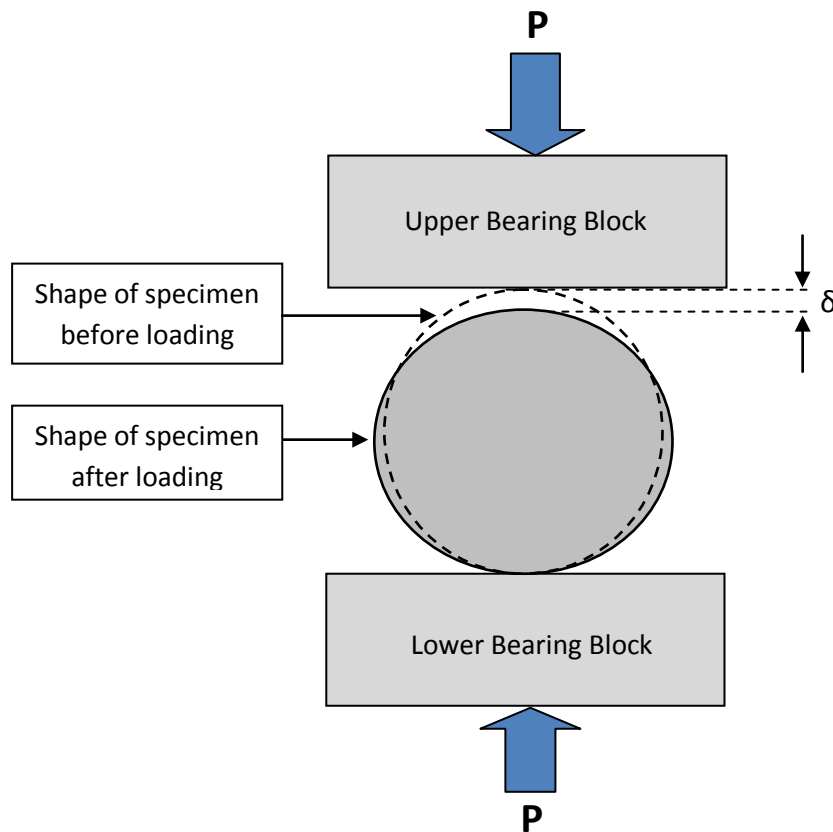 P
Upper Bearing Block
Shape of specimen
before loading
δ
Shape of specimen
after loading
Lower Bearing Block
P